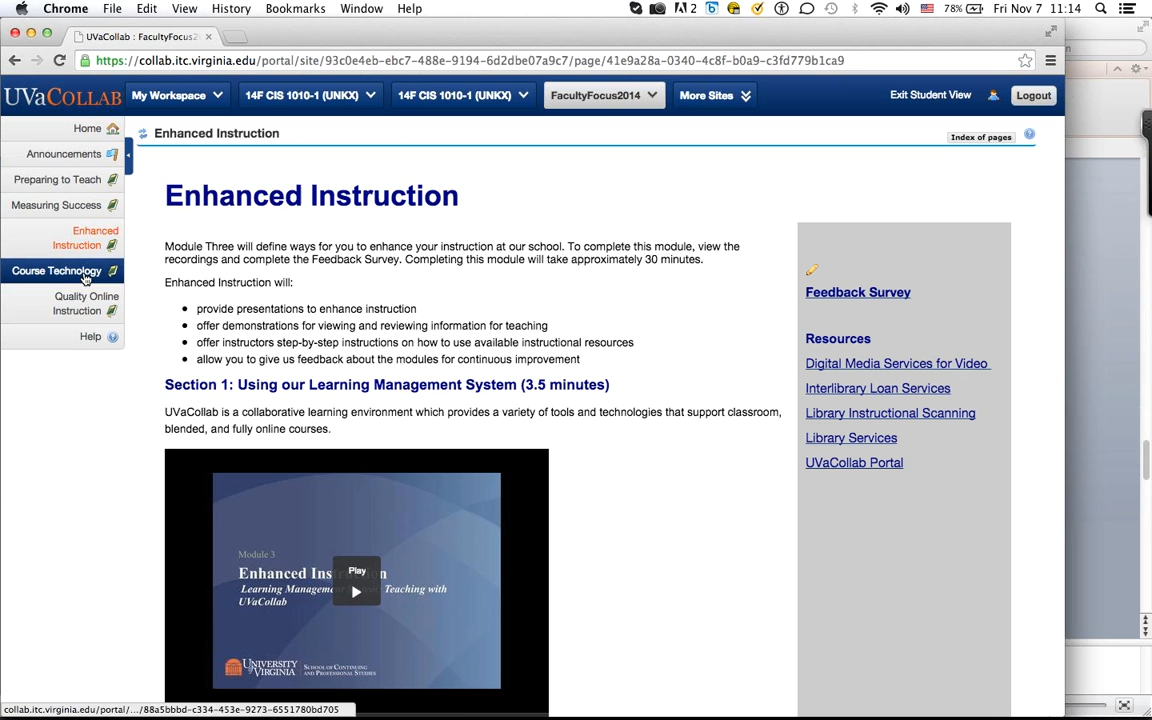 Chrome File Edit View History Bookmarks Window Help 2 78% Fri Nov 7 11:14
UVaCollab : FacultyFocus2 ×
https://collab.itc.virginia.edu/portal/site/93c0e4eb-ebc7-488e-9194-6d2dbe07a9c7/page/41e9a28a-0340-4c8f-b0a9-c3fd779b1ca9
UVaCOLLAB My Workspace 14F CIS 1010-1 (UNKX) 14F CIS 1010-1 (UNKX) FacultyFocus2014 More Sites Exit Student View Logout
Home
Announcements
Preparing to Teach
Measuring Success
Enhanced
Instruction
Course Technology
Quality Online
Instruction
Help
Enhanced Instruction Index of pages
Enhanced Instruction
Module Three will define ways for you to enhance your instruction at our school. To complete this module, view the
recordings and complete the Feedback Survey. Completing this module will take approximately 30 minutes.
Enhanced Instruction will:
• provide presentations to enhance instruction
• offer demonstrations for viewing and reviewing information for teaching
• offer instructors step-by-step instructions on how to use available instructional resources
• allow you to give us feedback about the modules for continuous improvement
Section 1: Using our Learning Management System (3.5 minutes)
UVaCollab is a collaborative learning environment which provides a variety of tools and technologies that support classroom,
blended, and fully online courses.
Module 3
Play
Enhanced Instruction
Teaching with
UVaCollab
UNIVERSITY of VIRGINIA
SCHOOL OF CONTINUING
AND PROFESSIONAL STUDIES
Feedback Survey
Resources
Digital Media Services for Video
Interlibrary Loan Services
Library Instructional Scanning
Library Services
UVaCollab Portal
collab.itc.virginia.edu/portal/.../88a5bbbd-c334-453e-9273-6551780bd705